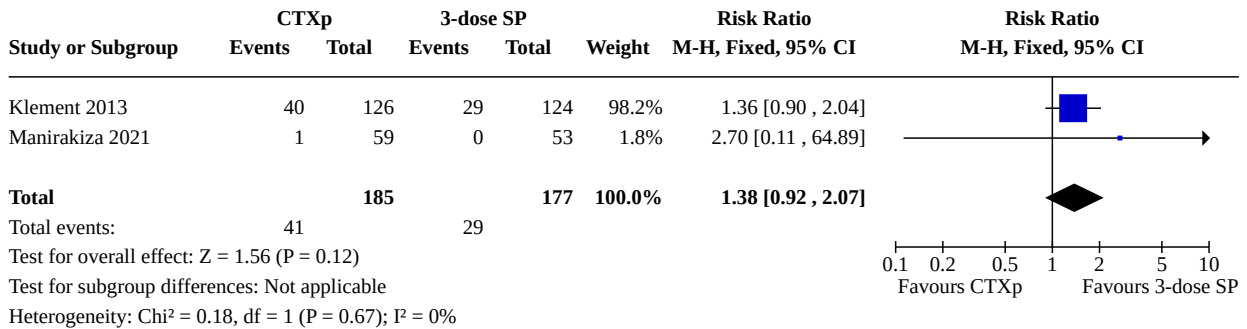 CTXp 3-dose SP Risk Ratio Risk Ratio
Study or Subgroup Events Total Events Total Weight M-H, Fixed, 95% CI M-H, Fixed, 95% CI
Klement 2013 40 126 29 124 98.2% 1.36 [0.90 , 2.04]
Manirakiza 2021 1 59 0 53 1.8% 2.70 [0.11 , 64.89]
Total 185 177 100.0% 1.38 [0.92 , 2.07]
Total events: 41 29
Test for overall effect: Z = 1.56 (P = 0.12)
0.1 0.2 0.5 1 2 5 10
Test for subgroup differences: Not applicable
Favours CTXp Favours 3-dose SP
Heterogeneity: Chi² = 0.18, df = 1 (P = 0.67); I² = 0%